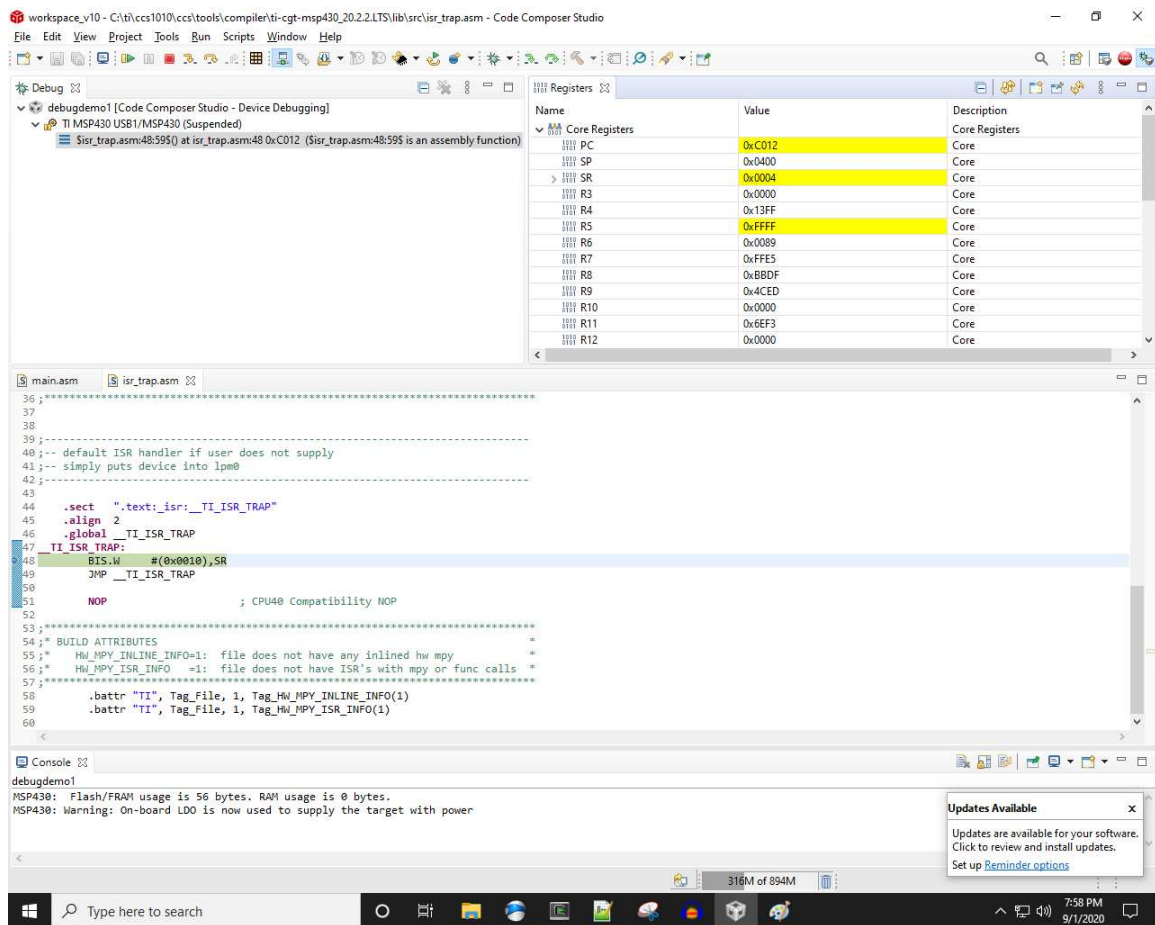 workspace_v10 - C:\ti\ccs1010\ccs\tools\compiler\ti-cgt-msp430_20.2.2.LTS\lib\src\isr_trap.asm - Code Composer Studio
File Edit View Project Tools Run Scripts Window Help
Debug
debugdemo1 [Code Composer Studio - Device Debugging]
TI MSP430 USB1/MSP430 (Suspended)
$isr_trap.asm:48:59$() at isr_trap.asm:48 0xC012 ($isr_trap.asm:48:59$ is an assembly function)
Registers
Name Value Description
Core Registers Core Registers
PC 0xC012 Core
SP 0x0400 Core
SR 0x0004 Core
R3 0x0000 Core
R4 0x13FF Core
R5 0xFFFF Core
R6 0x0089 Core
R7 0xFFE5 Core
R8 0xBBDF Core
R9 0x4CED Core
R10 0x0000 Core
R11 0x6EF3 Core
R12 0x0000 Core
main.asm isr_trap.asm
36 ;******************************************************************************
37
38
39 ;-----------------------------------------------------------------------------
40 ;-- default ISR handler if user does not supply
41 ;-- simply puts device into lpm0
42 ;-----------------------------------------------------------------------------
43
44 .sect ".text:_isr:__TI_ISR_TRAP"
45 .align 2
46 .global __TI_ISR_TRAP
47 __TI_ISR_TRAP:
48 BIS.W #(0x0010),SR
49 JMP __TI_ISR_TRAP
50
51 NOP ; CPU40 Compatibility NOP
52
53 ;******************************************************************************
54 ;* BUILD ATTRIBUTES *
55 ;* HW_MPY_INLINE_INFO=1: file does not have any inlined hw mpy *
56 ;* HW_MPY_ISR_INFO =1: file does not have ISR's with mpy or func calls *
57 ;******************************************************************************
58 .battr "TI", Tag_File, 1, Tag_HW_MPY_INLINE_INFO(1)
59 .battr "TI", Tag_File, 1, Tag_HW_MPY_ISR_INFO(1)
60
Console
debugdemo1
MSP430: Flash/FRAM usage is 56 bytes. RAM usage is 0 bytes.
MSP430: Warning: On-board LDO is now used to supply the target with power
Updates Available x
Updates are available for your software.
Click to review and install updates.
Set up Reminder options
316M of 894M
Type here to search
7:58 PM
9/1/2020